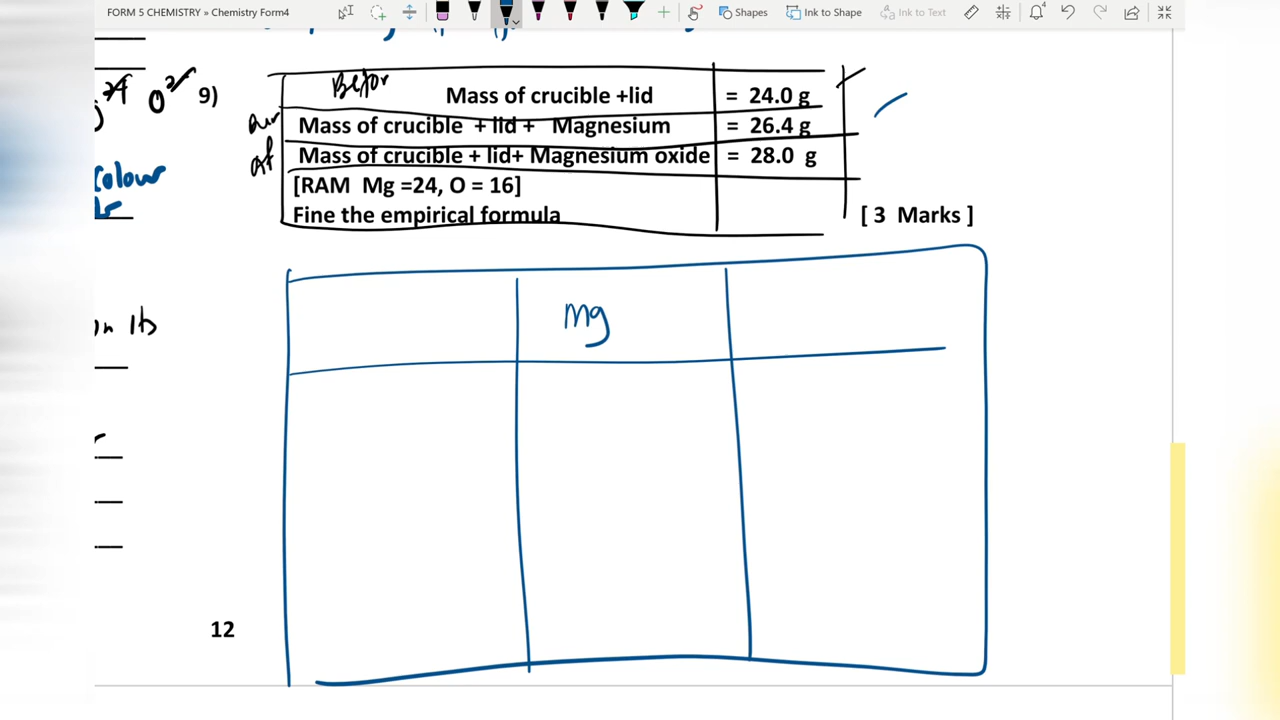 FORM 5 CHEMISTRY » Chemistry Form4
Shapes
Ink to Shape
Ink to Text
9)
Befor
Mass of crucible +lid = 24.0 g
Mass of crucible + lid + Magnesium = 26.4 g
Mass of crucible + lid+ Magnesium oxide = 28.0 g
[RAM Mg =24, O = 16]
Fine the empirical formula
[ 3 Marks ]
colour
Mg
12